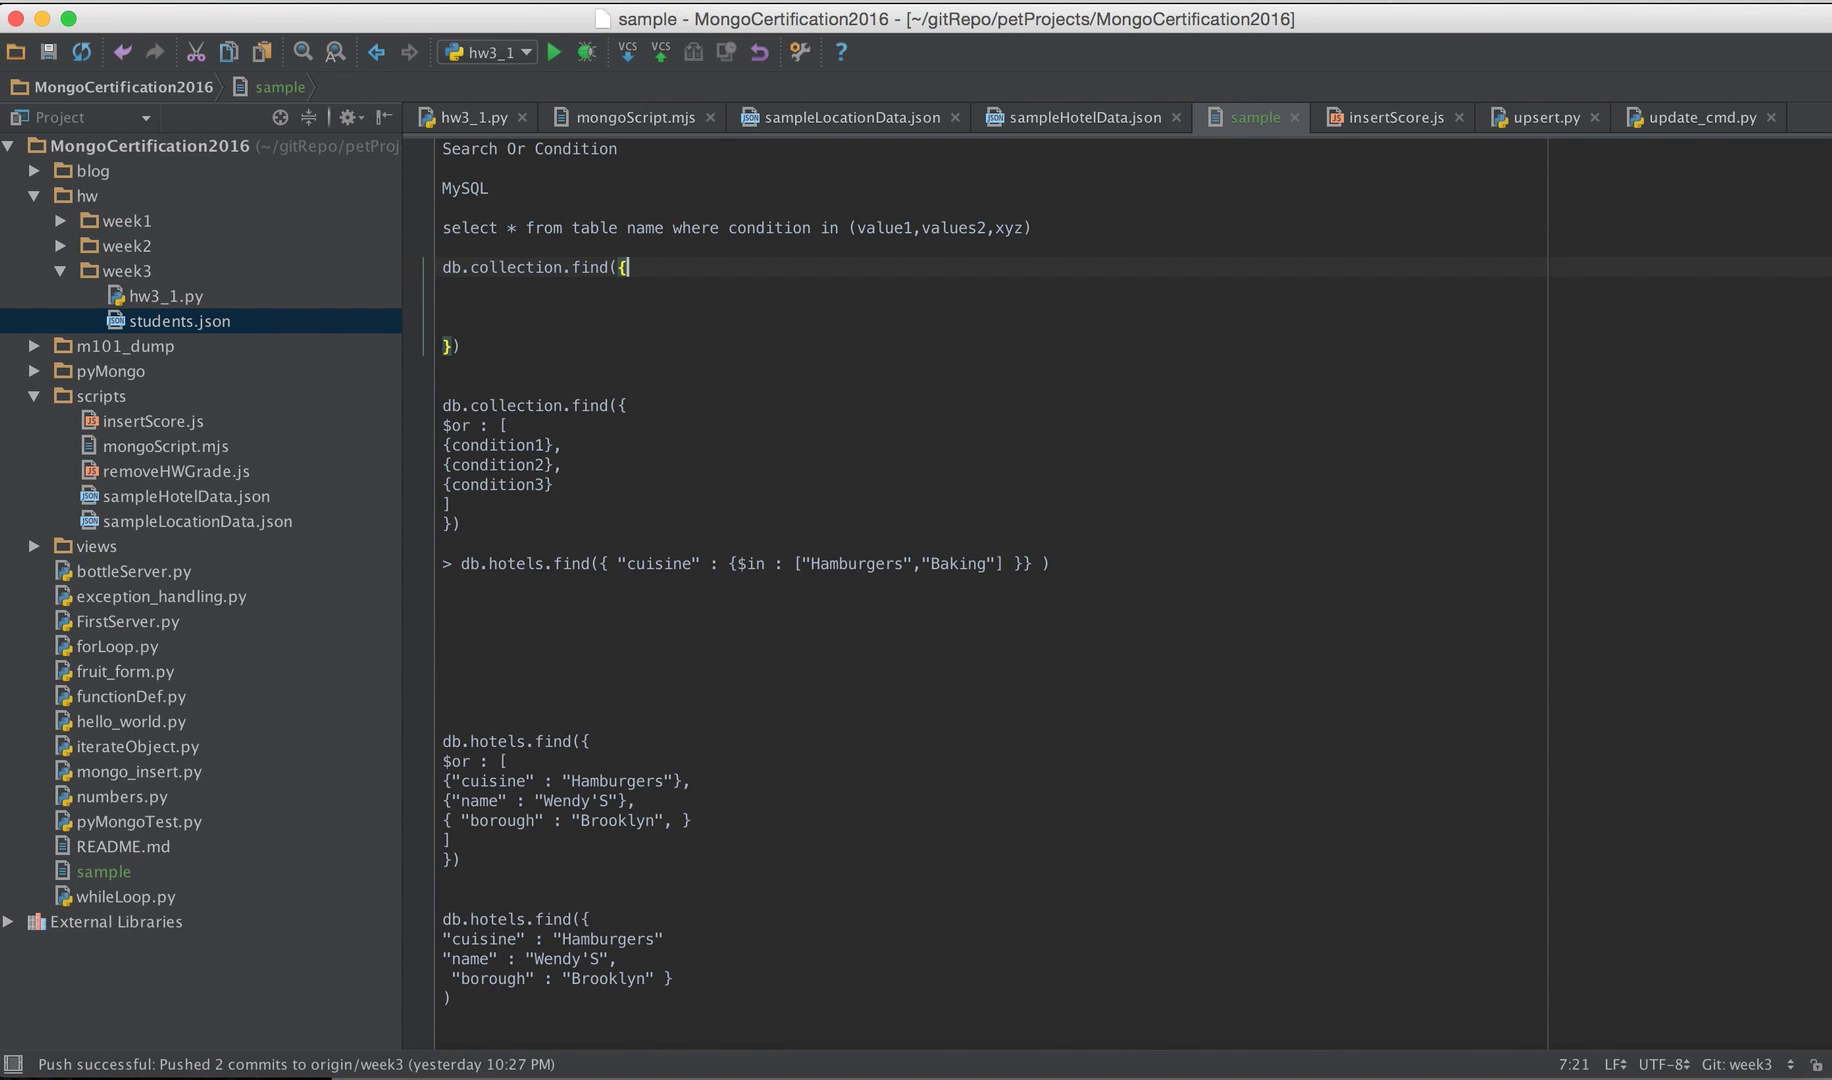 sample - MongoCertification2016 - [~/gitRepo/petProjects/MongoCertification2016]
hw3_1
VCS
VCS
?
MongoCertification2016
sample
Project
hw3_1.py
mongoScript.mjs
sampleLocationData.json
sampleHotelData.json
sample
insertScore.js
upsert.py
update_cmd.py
MongoCertification2016 (~/gitRepo/petProj
blog
hw
week1
week2
week3
hw3_1.py
students.json
m101_dump
pyMongo
scripts
insertScore.js
mongoScript.mjs
removeHWGrade.js
sampleHotelData.json
sampleLocationData.json
views
bottleServer.py
exception_handling.py
FirstServer.py
forLoop.py
fruit_form.py
functionDef.py
hello_world.py
iterateObject.py
mongo_insert.py
numbers.py
pyMongoTest.py
README.md
sample
whileLoop.py
External Libraries
Search Or Condition
MySQL
select * from table name where condition in (value1,values2,xyz)
db.collection.find({
})
db.collection.find({
$or : [
{condition1},
{condition2},
{condition3}
]
})
> db.hotels.find({ "cuisine" : {$in : ["Hamburgers","Baking"] }} )
db.hotels.find({
$or : [
{"cuisine" : "Hamburgers"},
{"name" : "Wendy'S"},
{ "borough" : "Brooklyn", }
]
})
db.hotels.find({
"cuisine" : "Hamburgers"
"name" : "Wendy'S",
"borough" : "Brooklyn" }
)
Push successful: Pushed 2 commits to origin/week3 (yesterday 10:27 PM)
7:21 LF UTF-8 Git: week3